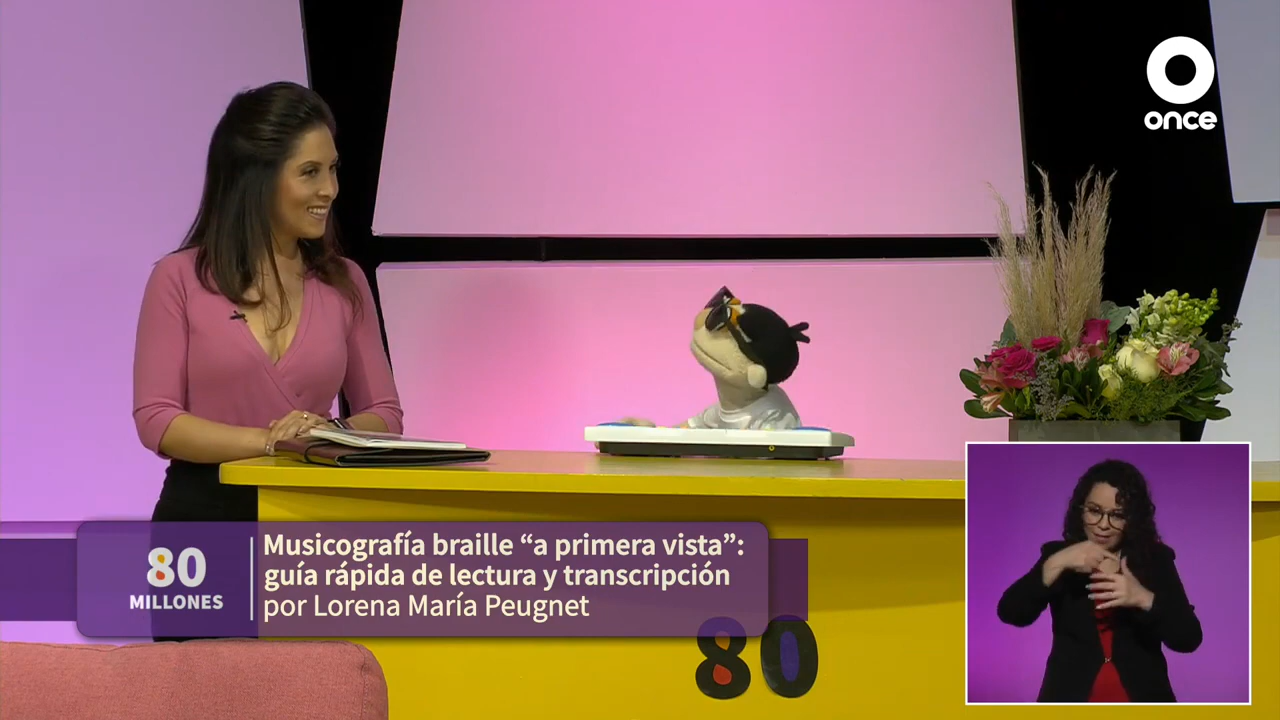 once
80
MILLONES
Musicografía braille “a primera vista”:
guía rápida de lectura y transcripción
por Lorena María Peugnet
80